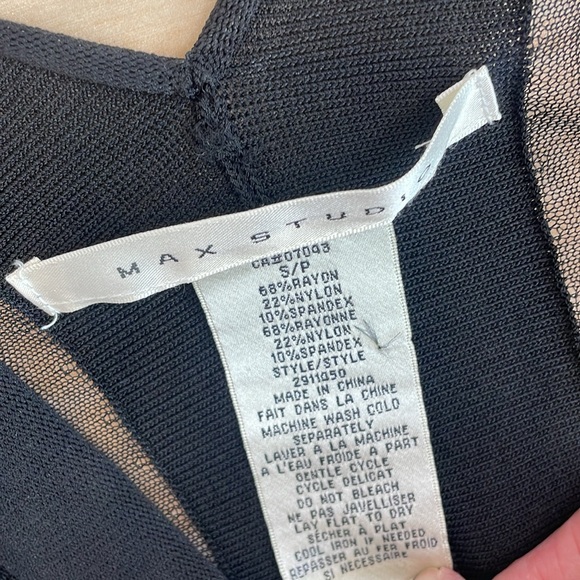 MAX STUDIO
CA#07043
S/P
68%RAYON
22%NYLON
10%SPANDEX
68%RAYONNE
22%NYLON
10%SPANDEX
STYLE/STYLE
2911Q50
MADE IN CHINA
FAIT DANS LA CHINE
MACHINE WASH COLD
SEPARATELY
LAVER A LA MACHINE
A L'EAU FROIDE A PART
GENTLE CYCLE
CYCLE DELICAT
DO NOT BLEACH
NE PAS JAVELLISER
LAY FLAT TO DRY
SÉCHER À PLAT
COOL IRON IF NEEDED
REPASSER AU FER FROID
SI NECESSAIRE